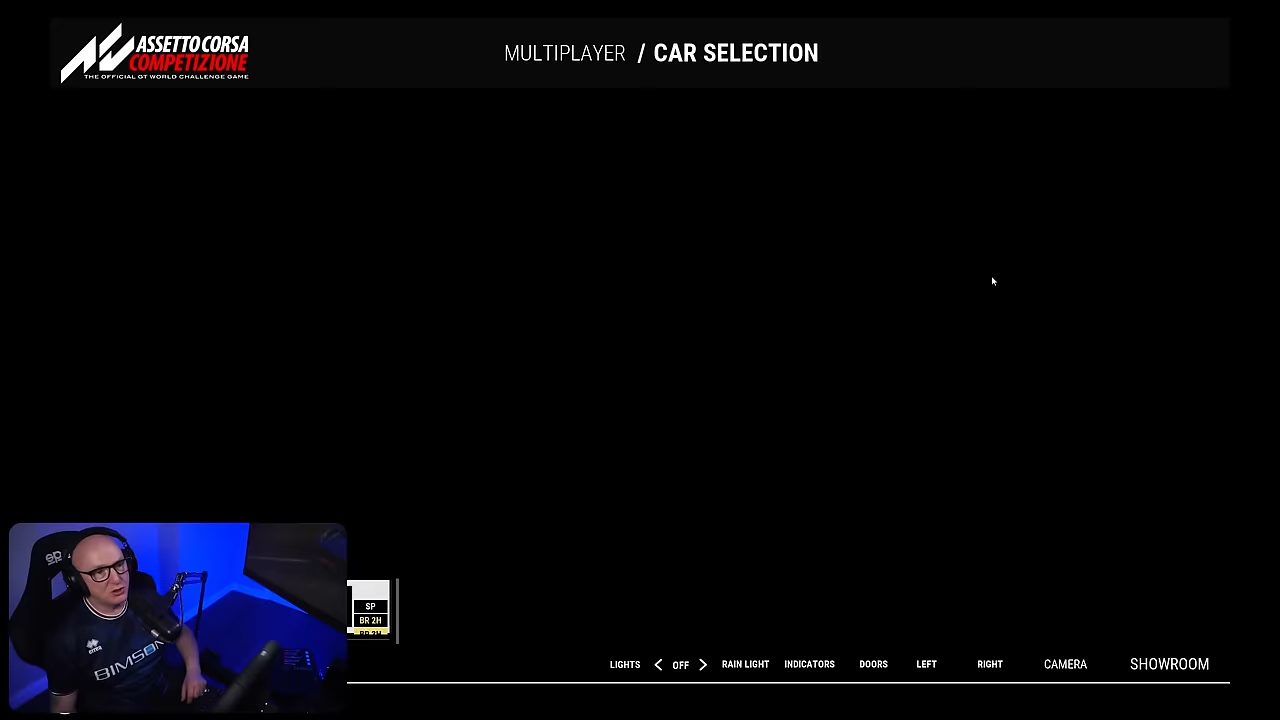 ASSETTO CORSA
COMPETIZIONE
THE OFFICIAL GT WORLD CHALLENGE GAME
MULTIPLAYER / CAR SELECTION
SP
BR 2H
BIMSON
LIGHTS < OFF > RAIN LIGHT INDICATORS DOORS LEFT RIGHT CAMERA SHOWROOM